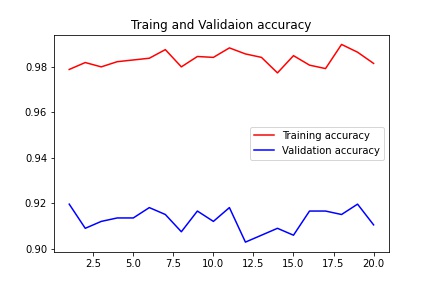 Traing and Validaion accuracy
0.98
0.96
0.94
0.92
0.90
Training accuracy
Validation accuracy
2.5 5.0 7.5 10.0 12.5 15.0 17.5 20.0